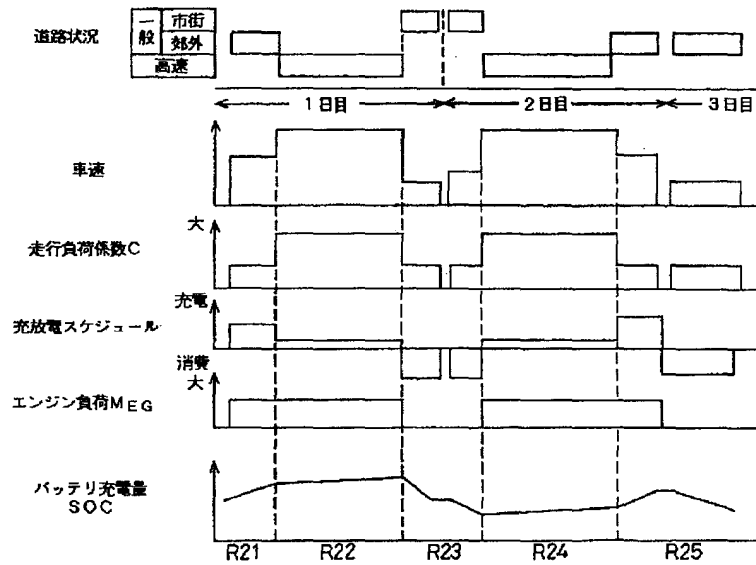 道路状況
一般
市街
郊外
高速
1日目
2日目
3日目
車速
大
走行負荷係数C
充電
充放電スケジュール
消費
大
エンジン負荷MEG
バッテリ充電量
SOC
R21
R22
R23
R24
R25